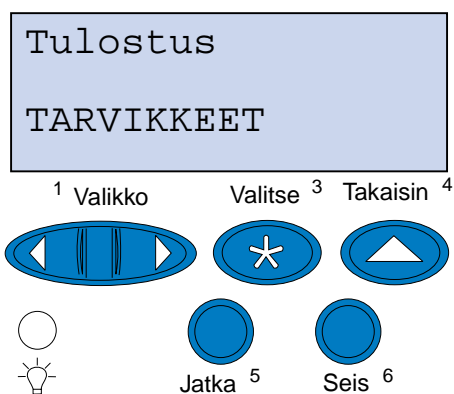 Tulostus
TARVIKKEET
1 Valikko Valitse 3 Takaisin 4
Jatka 5 Seis 6